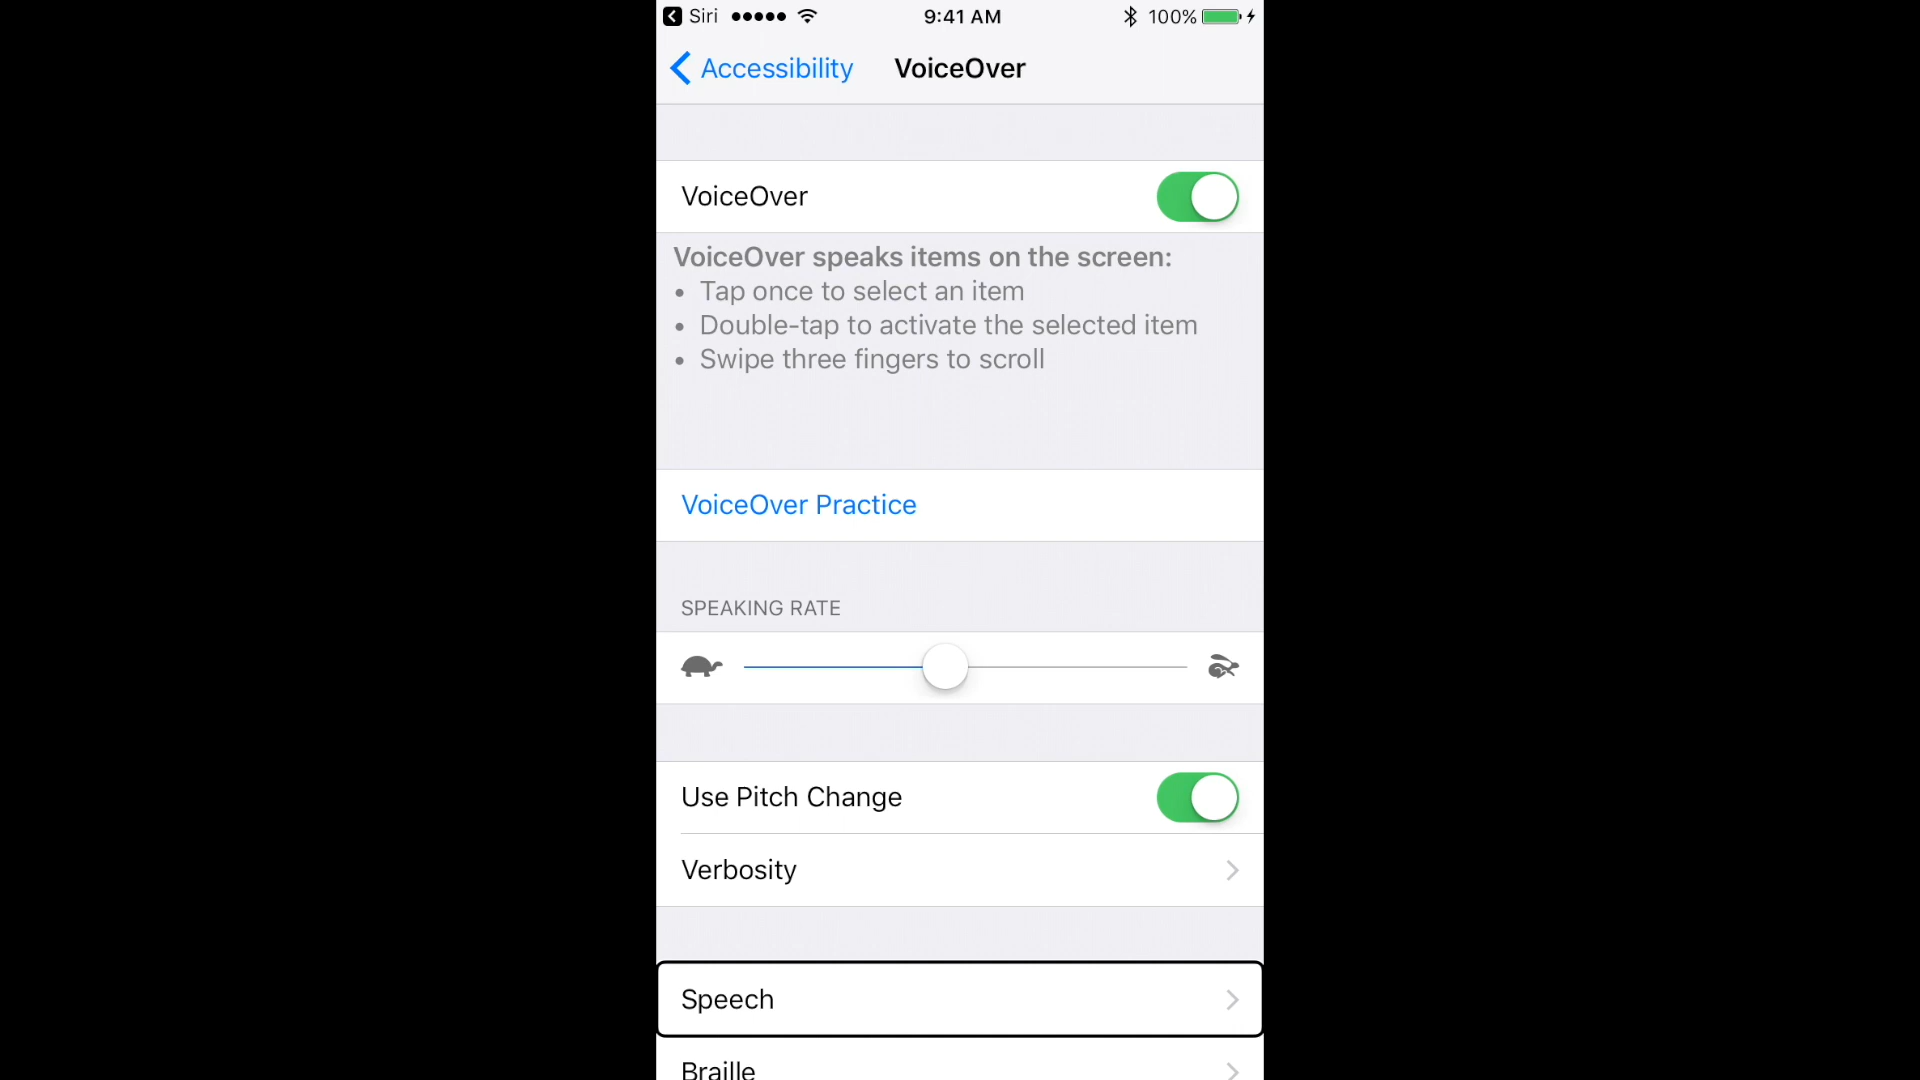 Siri 9:41 AM 100%
Accessibility VoiceOver
VoiceOver
VoiceOver speaks items on the screen:
• Tap once to select an item
• Double-tap to activate the selected item
• Swipe three fingers to scroll
VoiceOver Practice
SPEAKING RATE
Use Pitch Change
Verbosity
Speech
Braille